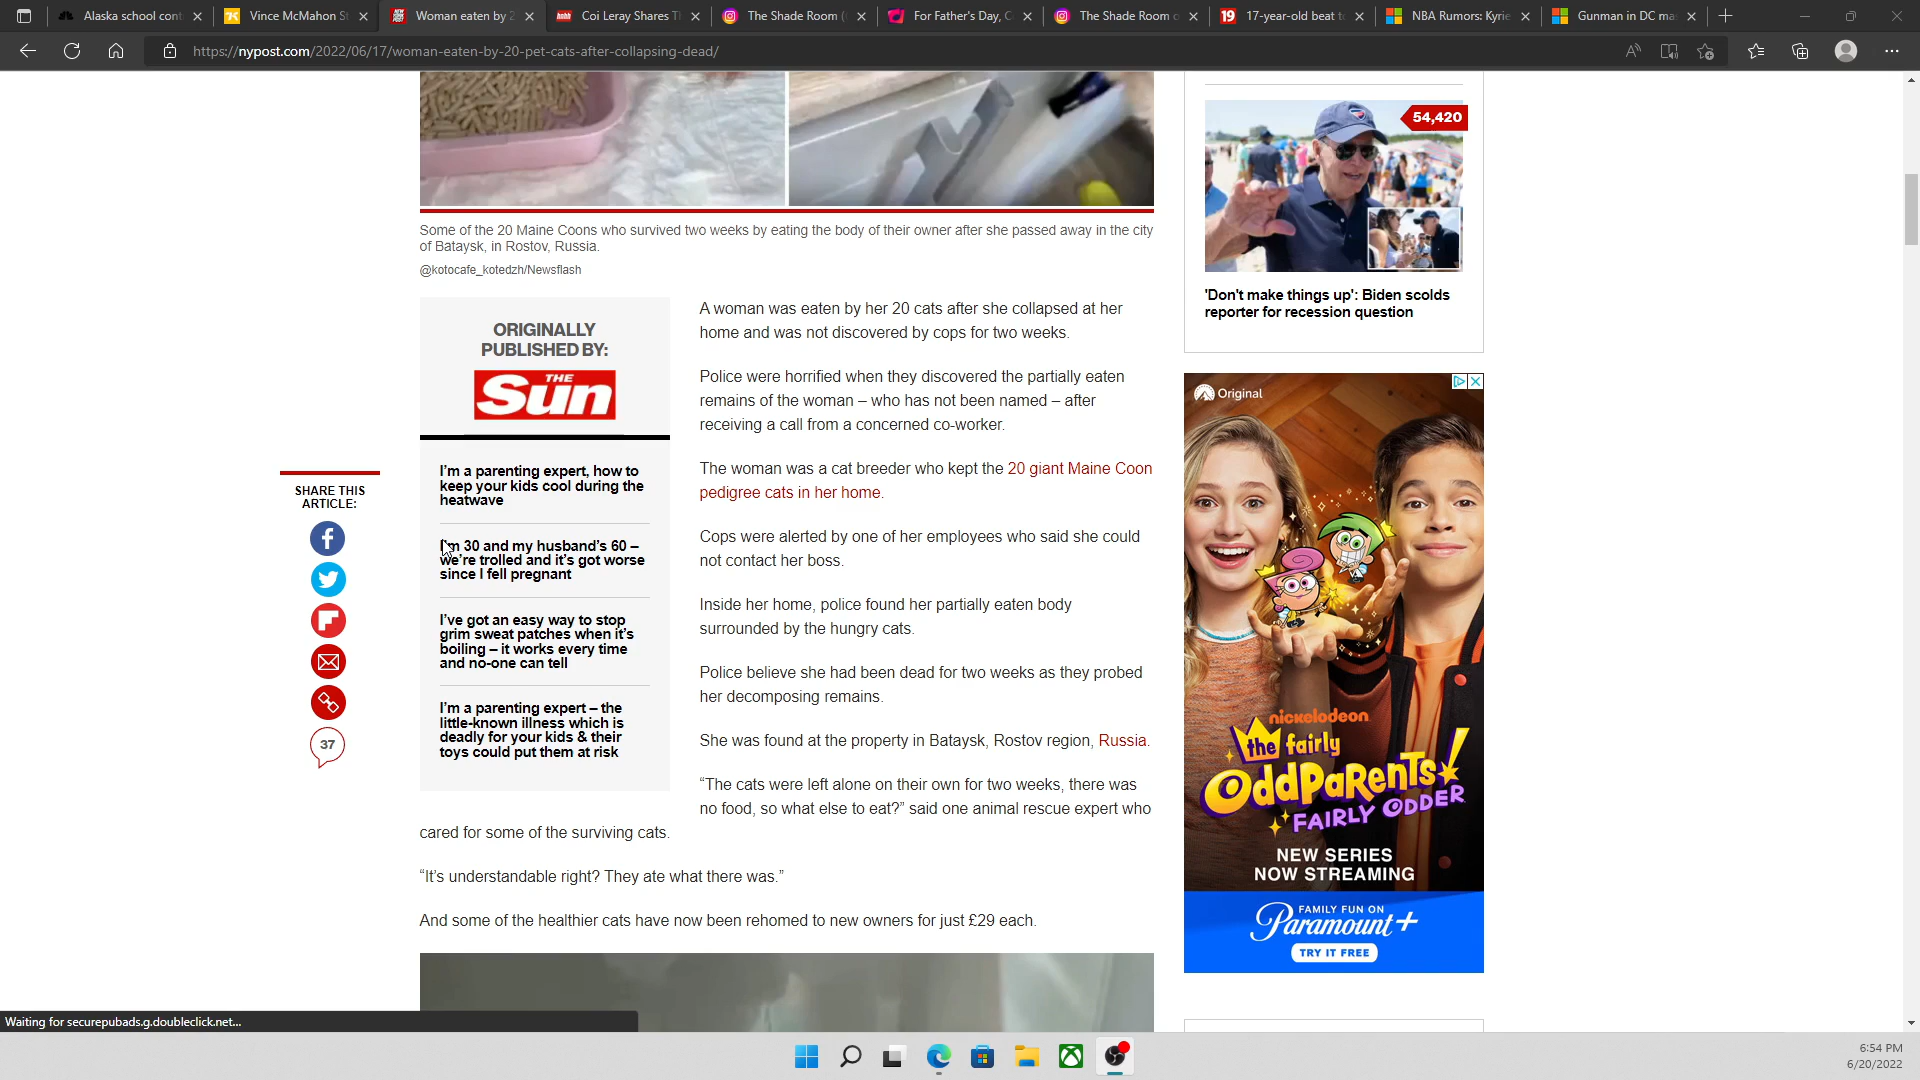 Alaska school cont
Vince McMahon St
Woman eaten by 2
Coi Leray Shares Th
The Shade Room (
For Father's Day, C
The Shade Room o
17-year-old beat to
NBA Rumors: Kyrie
Gunman in DC ma
https://nypost.com/2022/06/17/woman-eaten-by-20-pet-cats-after-collapsing-dead/
Some of the 20 Maine Coons who survived two weeks by eating the body of their owner after she passed away in the city
of Bataysk, in Rostov, Russia.
@kotocafe_kotedzh/Newsflash
ORIGINALLY
PUBLISHED BY:
THE
Sun
I'm a parenting expert, how to
keep your kids cool during the
heatwave
I'm 30 and my husband's 60 –
we're trolled and it's got worse
since I fell pregnant
I've got an easy way to stop
grim sweat patches when it's
boiling – it works every time
and no-one can tell
I'm a parenting expert – the
little-known illness which is
deadly for your kids & their
toys could put them at risk
SHARE THIS
ARTICLE:
37
A woman was eaten by her 20 cats after she collapsed at her
home and was not discovered by cops for two weeks.
Police were horrified when they discovered the partially eaten
remains of the woman – who has not been named – after
receiving a call from a concerned co-worker.
The woman was a cat breeder who kept the 20 giant Maine Coon
pedigree cats in her home.
Cops were alerted by one of her employees who said she could
not contact her boss.
Inside her home, police found her partially eaten body
surrounded by the hungry cats.
Police believe she had been dead for two weeks as they probed
her decomposing remains.
She was found at the property in Bataysk, Rostov region, Russia.
“The cats were left alone on their own for two weeks, there was
no food, so what else to eat?” said one animal rescue expert who
cared for some of the surviving cats.
“It's understandable right? They ate what there was.”
And some of the healthier cats have now been rehomed to new owners for just £29 each.
54,420
'Don't make things up': Biden scolds
reporter for recession question
Original
nickelodeon
the fairly
OddParents!
FAIRLY ODDER
NEW SERIES
NOW STREAMING
FAMILY FUN ON
Paramount+
TRY IT FREE
Waiting for securepubads.g.doubleclick.net...
6:54 PM
6/20/2022